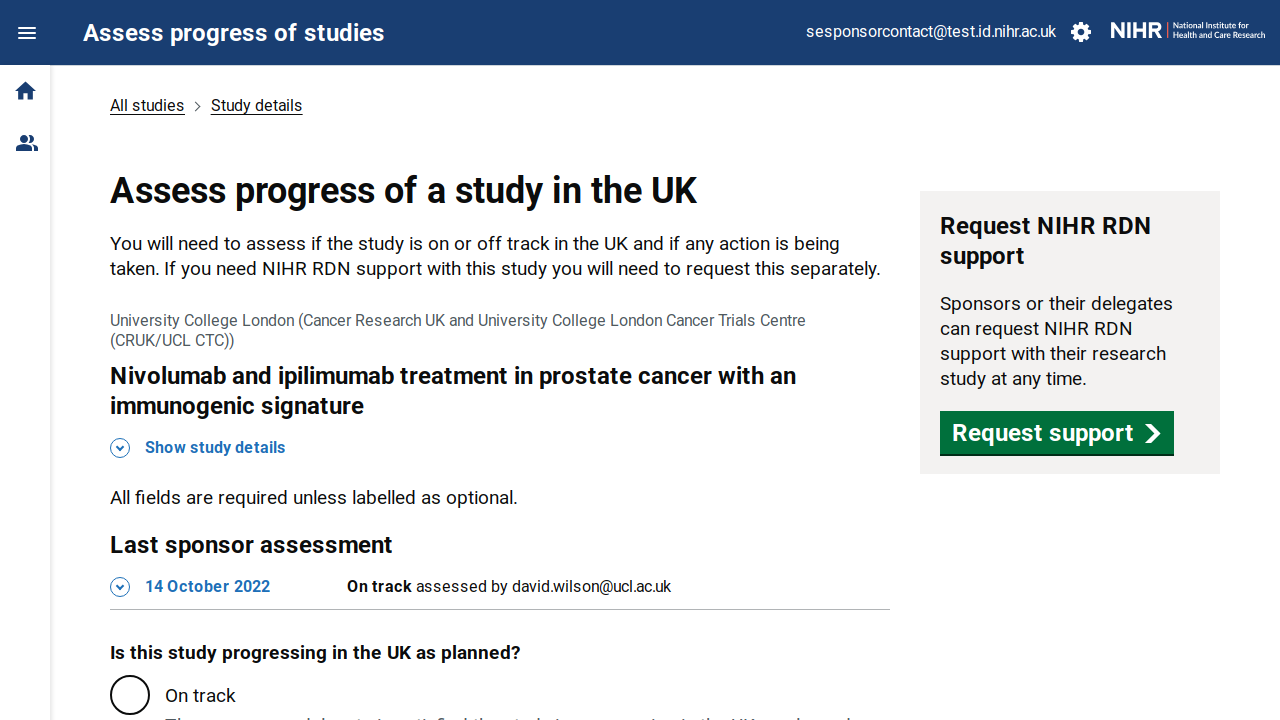 Assess progress of studies
sesponsorcontact@test.id.nihr.ac.uk
NIHR
National Institute for
Health and Care Research
All studies
Study details
Assess progress of a study in the UK
You will need to assess if the study is on or off track in the UK and if any action is being
taken. If you need NIHR RDN support with this study you will need to request this separately.
University College London (Cancer Research UK and University College London Cancer Trials Centre
(CRUK/UCL CTC))
Nivolumab and ipilimumab treatment in prostate cancer with an
immunogenic signature
Show study details
All fields are required unless labelled as optional.
Last sponsor assessment
14 October 2022 On track assessed by david.wilson@ucl.ac.uk
Is this study progressing in the UK as planned?
On track
Request NIHR RDN
support
Sponsors or their delegates
can request NIHR RDN
support with their research
study at any time.
Request support